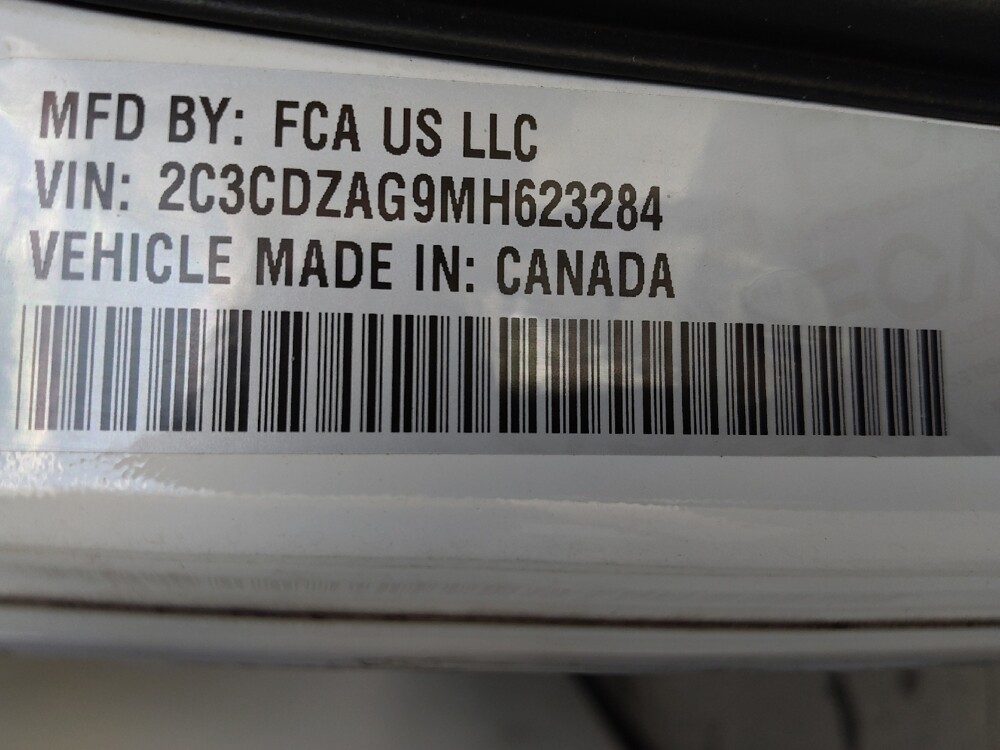 MFD BY: FCA US LLC
VIN: 2C3CDZAG9MH623284
VEHICLE MADE IN: CANADA